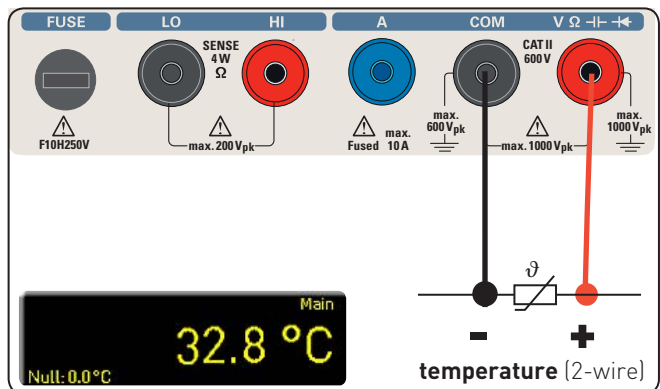 FUSE LO HI A COM V Ω ⊣⊢ ⊣◀
SENSE
4 W
Ω
CAT II
600 V
F10H250V
max. 200 Vpk
Fused
max.
10 A
max.
600 Vpk
max. 1000 Vpk
max.
1000 Vpk
Main
32.8 °C
Null: 0.0°C
ϑ
- +
temperature (2-wire)